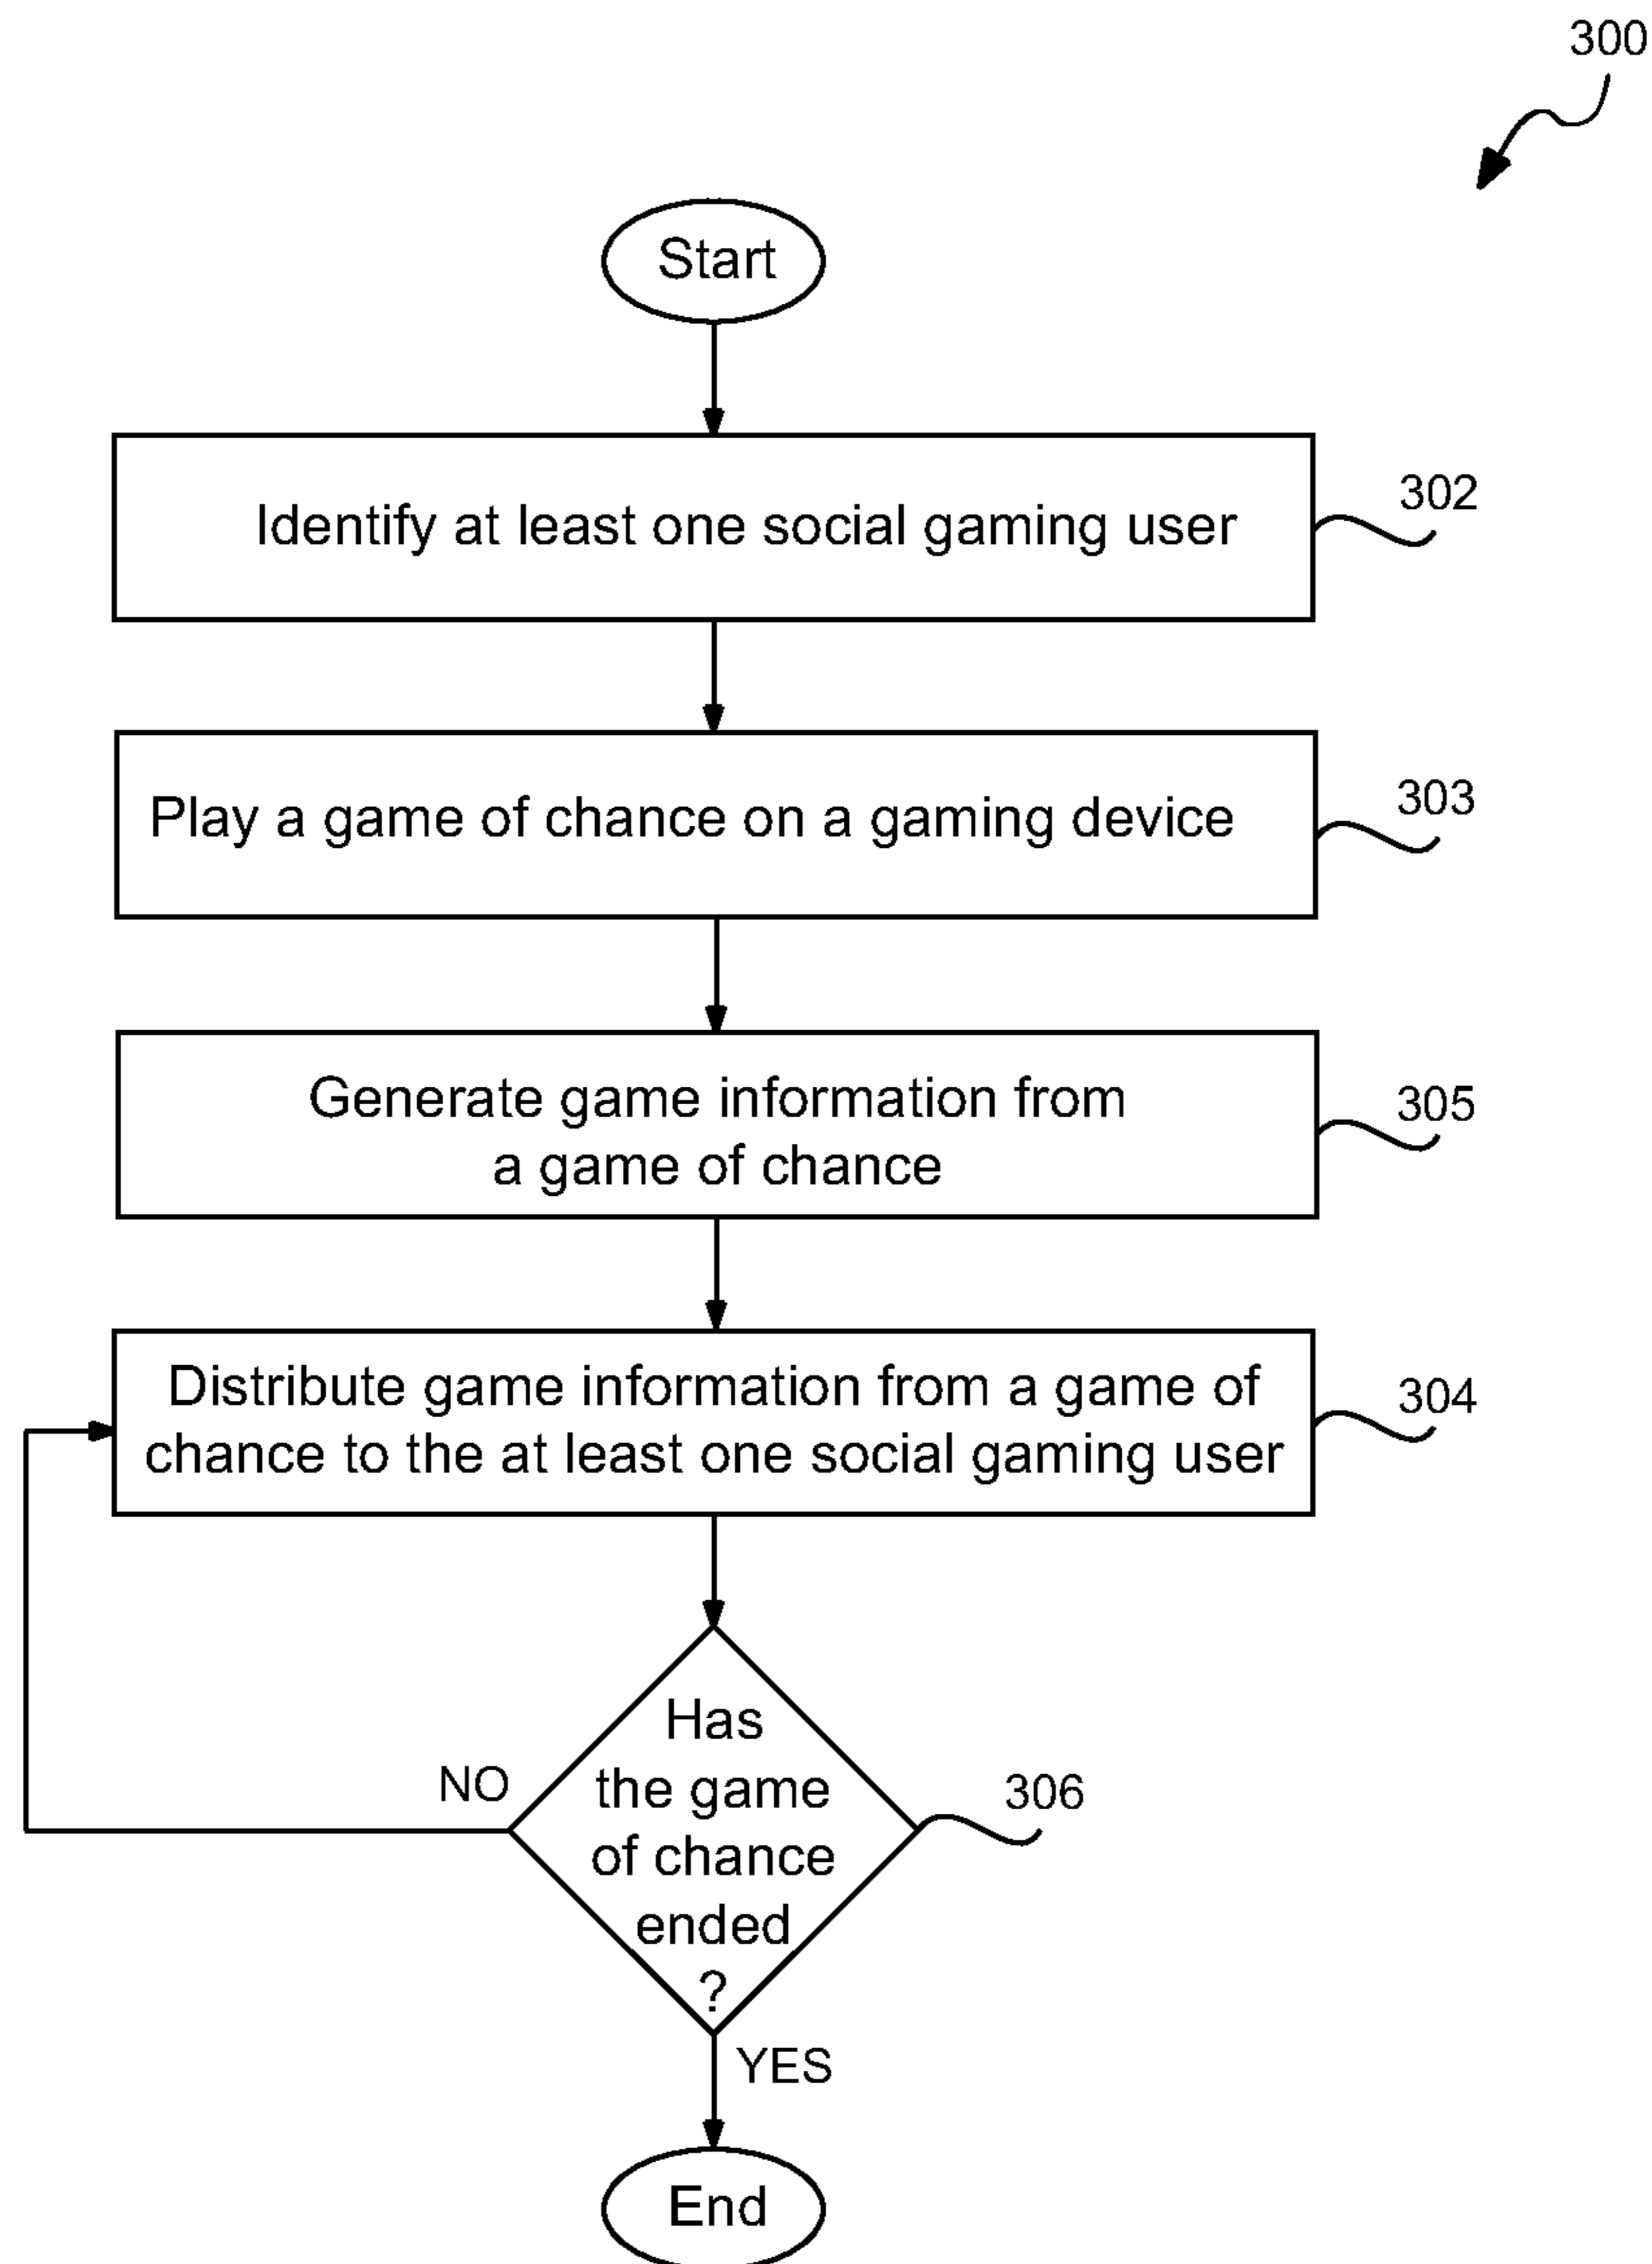 300
Start
Identify at least one social gaming user
302
Play a game of chance on a gaming device
303
Generate game information from
a game of chance
305
Distribute game information from a game of
chance to the at least one social gaming user
304
Has
the game
of chance
ended
?
NO
306
YES
End